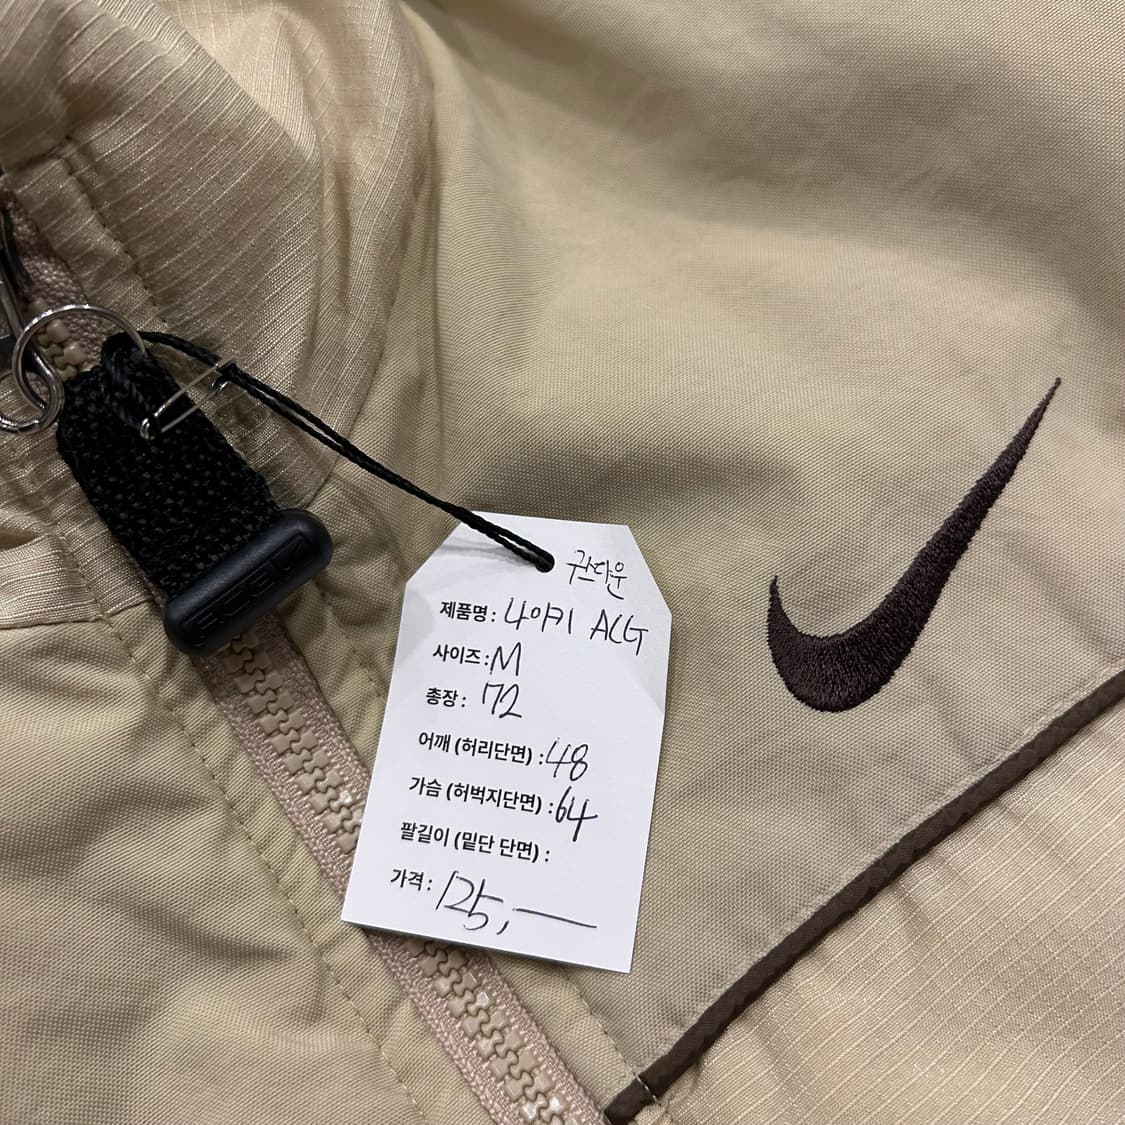 구스다운
제품명: 나이키 ACG
사이즈: M
총장: 72
어깨 (허리단면) : 48
가슴 (허벅지단면) : 64
팔길이 (밑단 단면) :
가격: 125,—